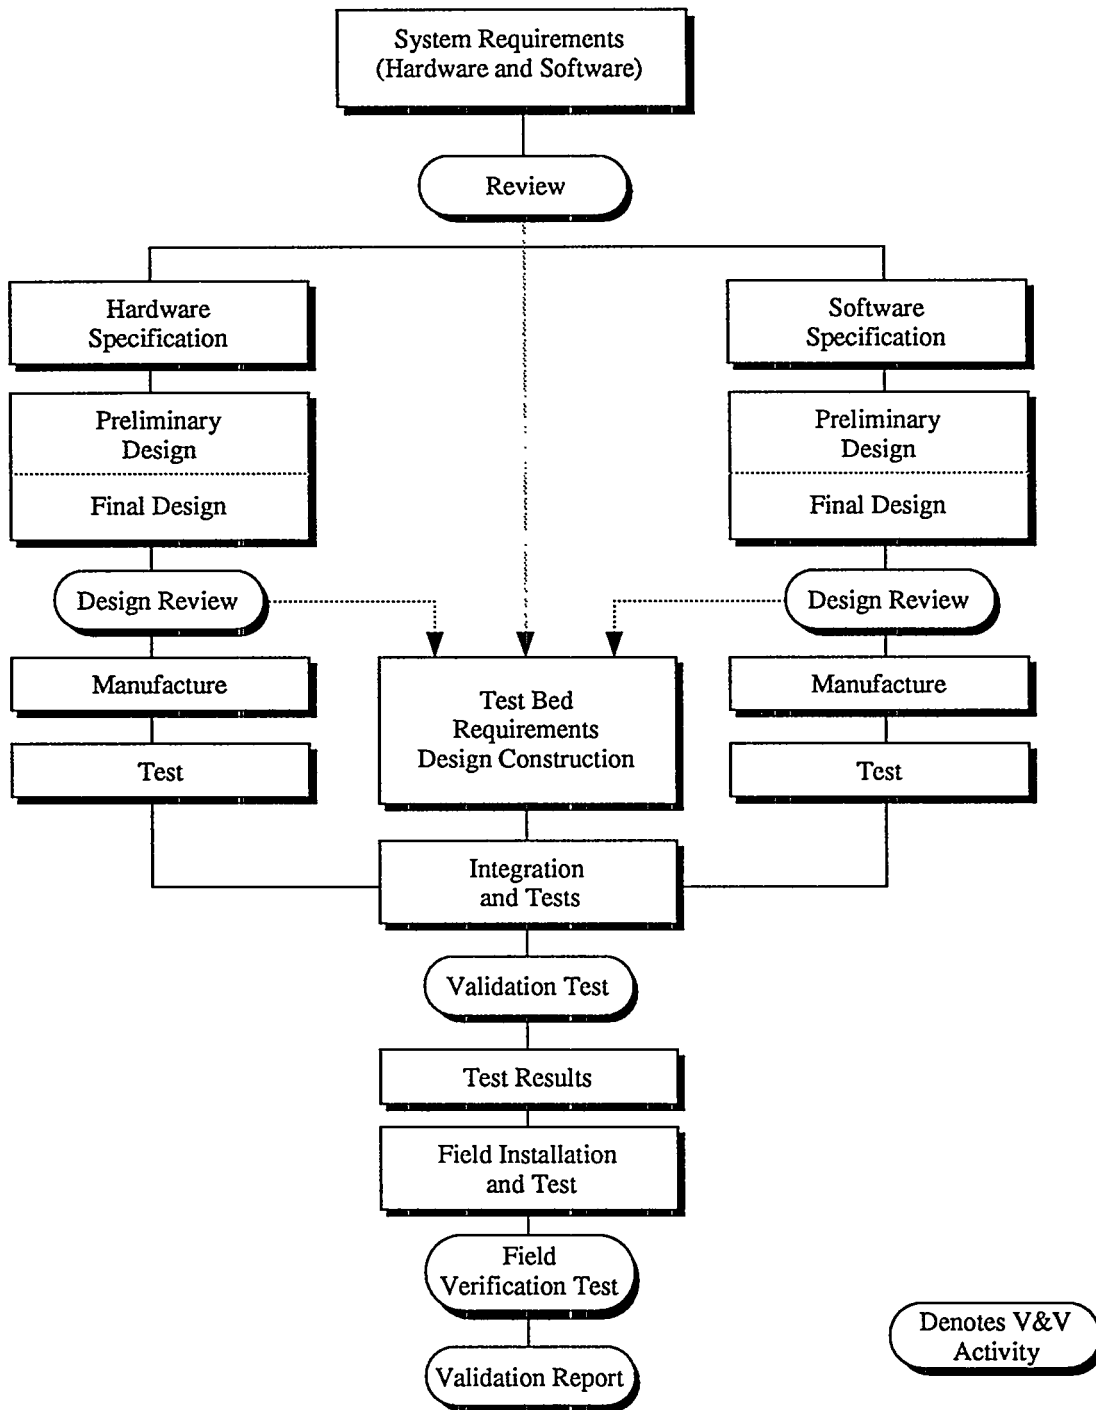 System Requirements
(Hardware and Software)
Review
Hardware
Specification
Software
Specification
Preliminary
Design
Final Design
Preliminary
Design
Final Design
Design Review
Design Review
Manufacture
Test Bed
Requirements
Design Construction
Manufacture
Test
Test
Integration
and Tests
Validation Test
Test Results
Field Installation
and Test
Field
Verification Test
Validation Report
Denotes V&V
Activity